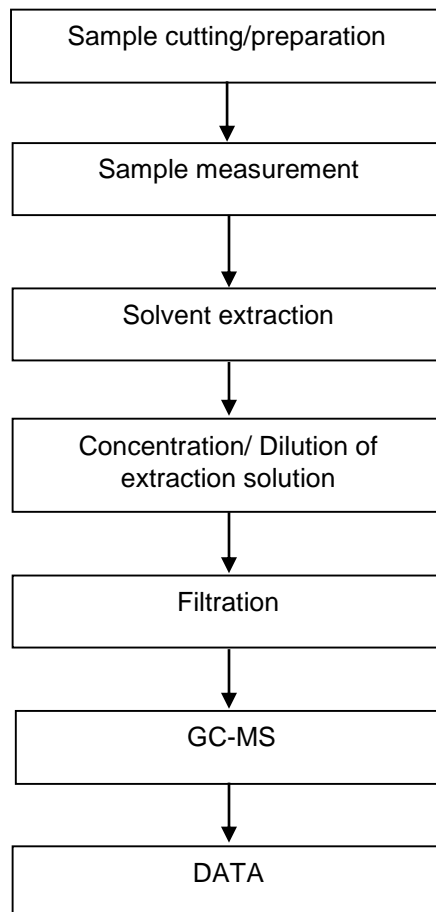 Sample cutting/preparation
Sample measurement
Solvent extraction
Concentration/ Dilution of
extraction solution
Filtration
GC-MS
DATA